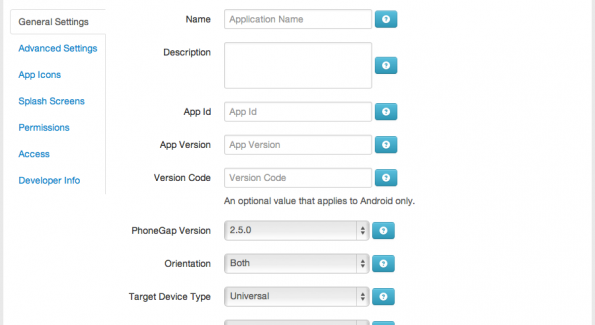 General Settings
Advanced Settings
App Icons
Splash Screens
Permissions
Access
Developer Info
Name
Application Name
?
Description
?
App Id
App Id
?
App Version
App Version
?
Version Code
Version Code
?
An optional value that applies to Android only.
PhoneGap Version
2.5.0
?
Orientation
Both
?
Target Device Type
Universal
?